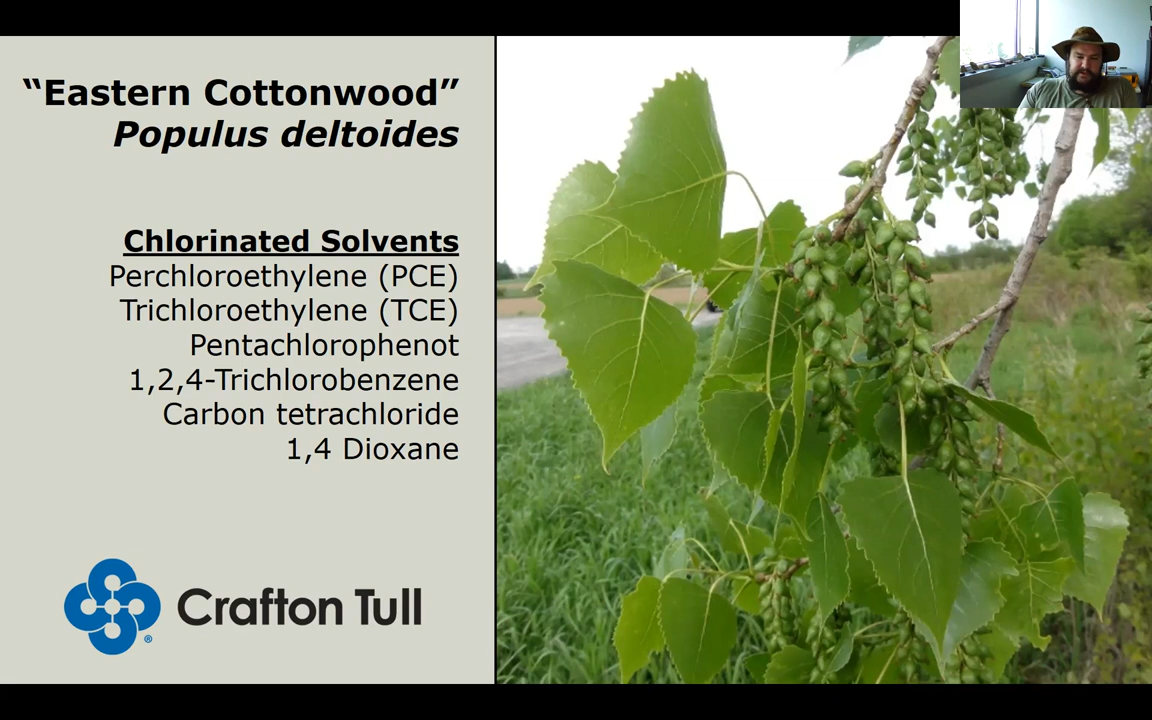 “Eastern Cottonwood”
Populus deltoides
Chlorinated Solvents
Perchloroethylene (PCE)
Trichloroethylene (TCE)
Pentachlorophenot
1,2,4-Trichlorobenzene
Carbon tetrachloride
1,4 Dioxane
Crafton Tull
®